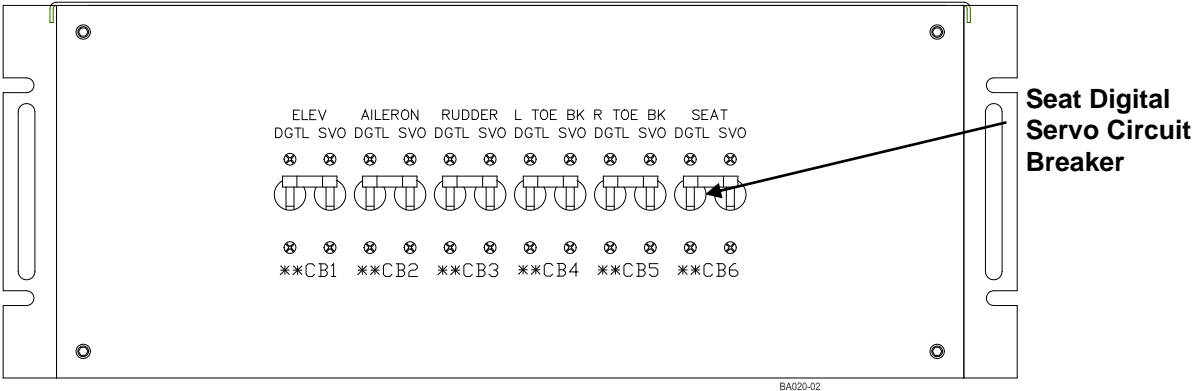 ELEV AILERON RUDDER L TOE BK R TOE BK SEAT
DGTL SVO DGTL SVO DGTL SVO DGTL SVO DGTL SVO DGTL SVO
**CB1 **CB2 **CB3 **CB4 **CB5 **CB6
Seat Digital
Servo Circuit
Breaker
BA020-02